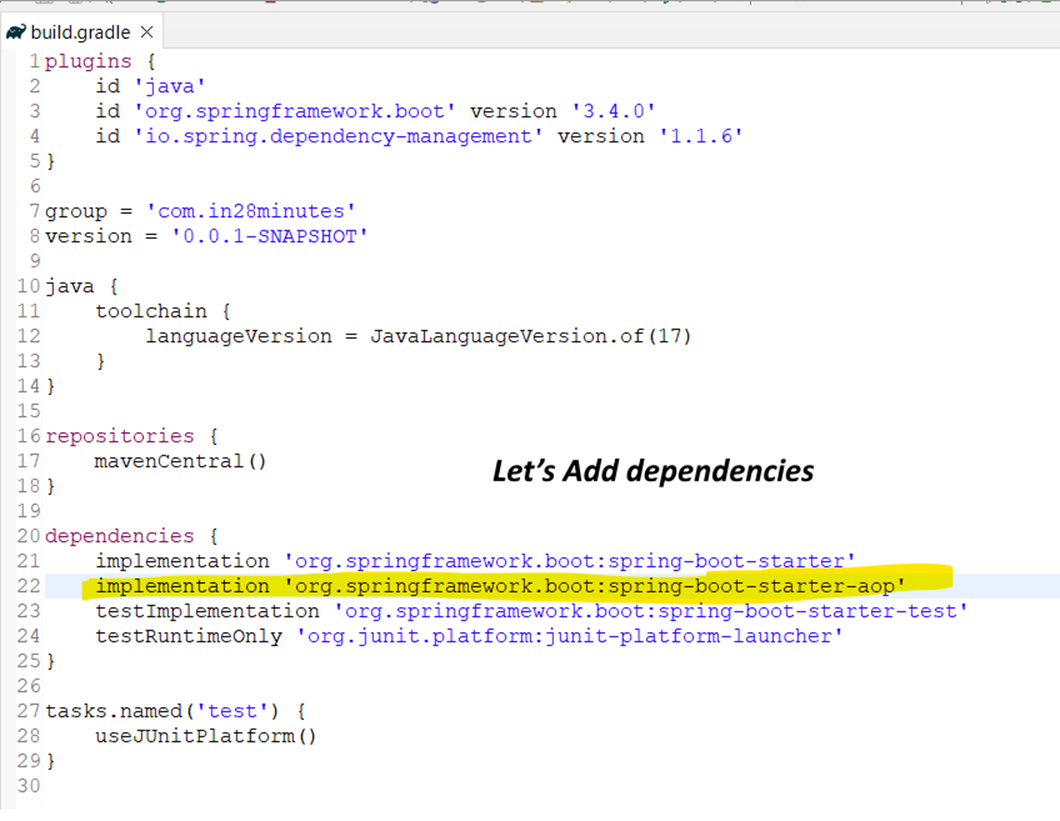 build.gradle
1 plugins {
2     id 'java'
3     id 'org.springframework.boot' version '3.4.0'
4     id 'io.spring.dependency-management' version '1.1.6'
5 }
6
7 group = 'com.in28minutes'
8 version = '0.0.1-SNAPSHOT'
9
10 java {
11     toolchain {
12         languageVersion = JavaLanguageVersion.of(17)
13     }
14 }
15
16 repositories {
17     mavenCentral()
Let's Add dependencies
18 }
19
20 dependencies {
21     implementation 'org.springframework.boot:spring-boot-starter'
22     implementation 'org.springframework.boot:spring-boot-starter-aop'
23     testImplementation 'org.springframework.boot:spring-boot-starter-test'
24     testRuntimeOnly 'org.junit.platform:junit-platform-launcher'
25 }
26
27 tasks.named('test') {
28     useJUnitPlatform()
29 }
30